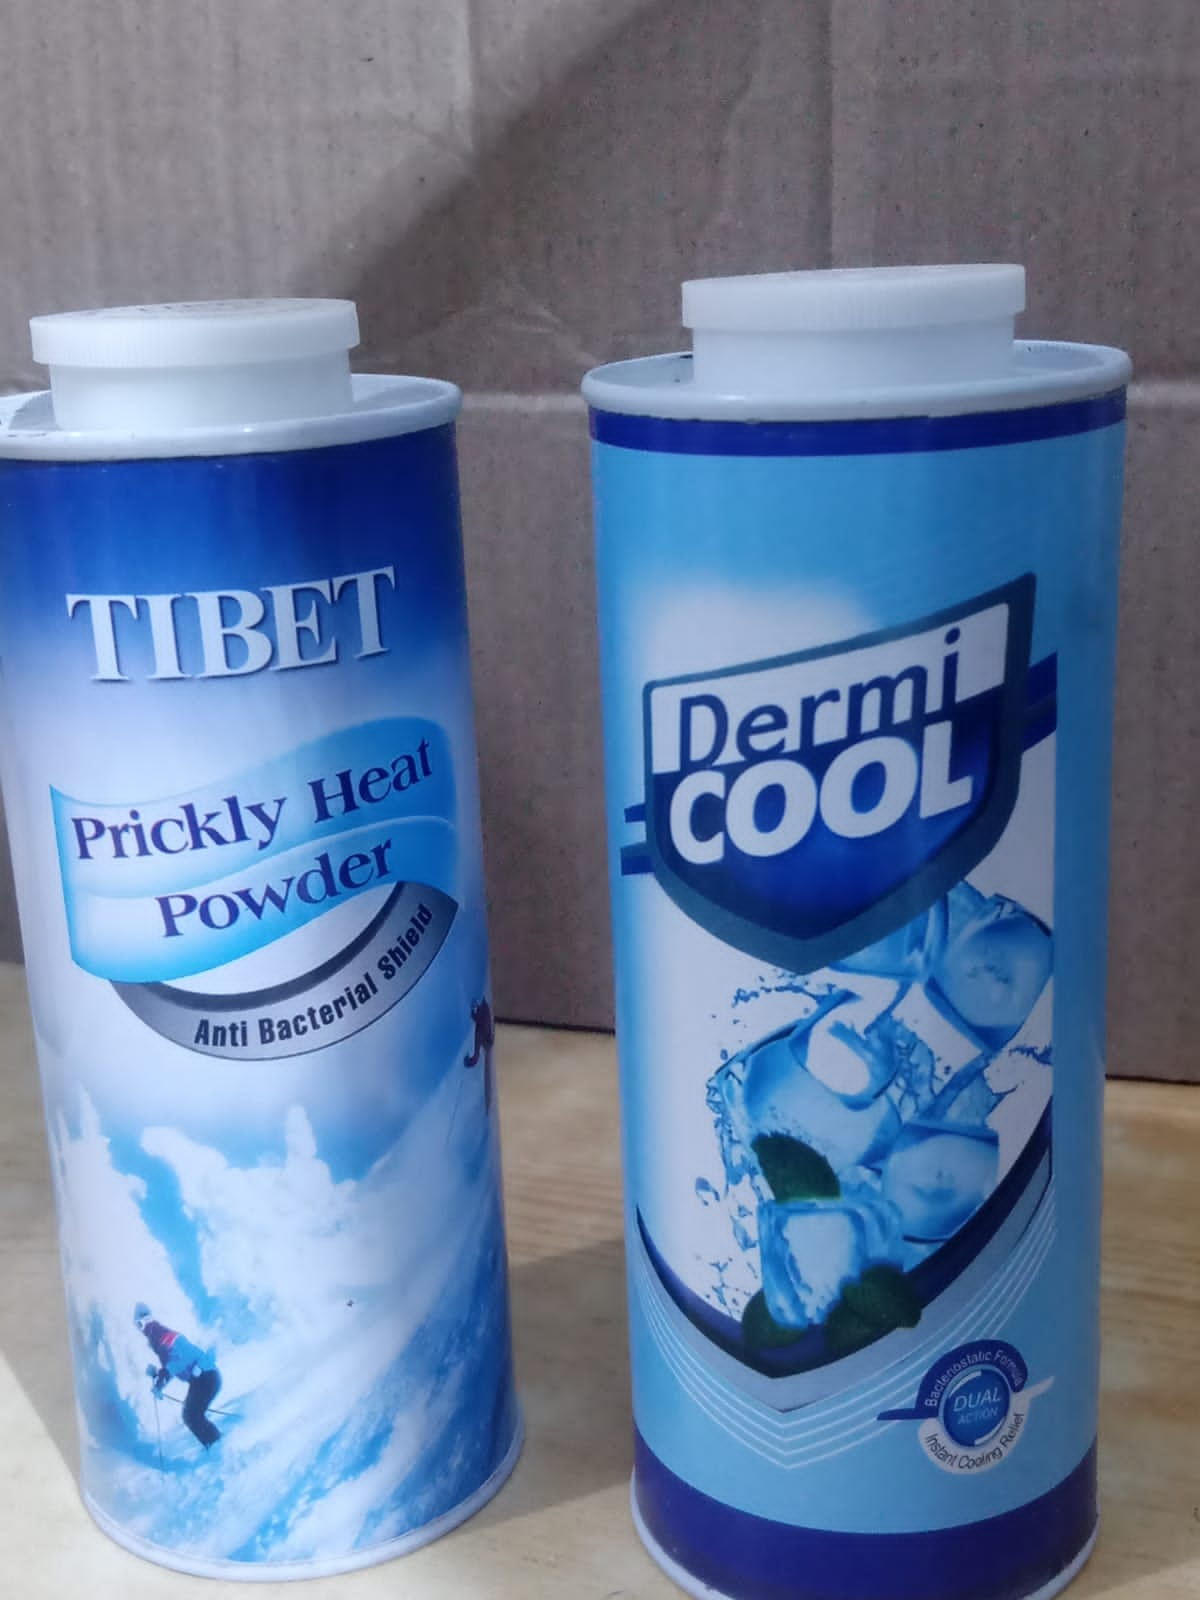 TIBET
Prickly Heat
Powder
Anti Bacterial Shield
Dermi
COOL
Bacteriostatic Formula
DUAL
ACTION
Instant Cooling Relief